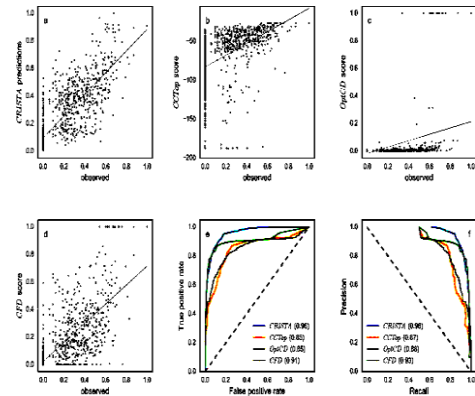 a
CRISTA predictions
1.0
0.8
0.6
0.4
0.2
0.0
0.0 0.2 0.4 0.6 0.8 1.0
observed
b
CCTop score
-50
-100
-150
-200
0.2 0.4 0.6 0.8 1.0
observed
c
OptCD score
1.0
0.8
0.6
0.4
0.2
0.0
0.0 0.2 0.4 0.6 0.8 1.0
observed
d
CFD score
1.0
0.8
0.6
0.4
0.2
0.0
0.0 0.2 0.4 0.6 0.8 1.0
observed
e
True positive rate
1.0
0.8
0.6
0.4
0.2
0.0
CRISTA (0.96)
CCTop
OptCD
CFD (0.91)
0.0 0.2 0.4 0.6 0.8 1.0
False positive rate
f
Precision
1.0
0.8
0.6
0.4
0.2
0.0
CRISTA (0.96)
CCTop (0.87)
OptCD
CFD
0.0 0.2 0.4 0.6 0.8 1.0
Recall